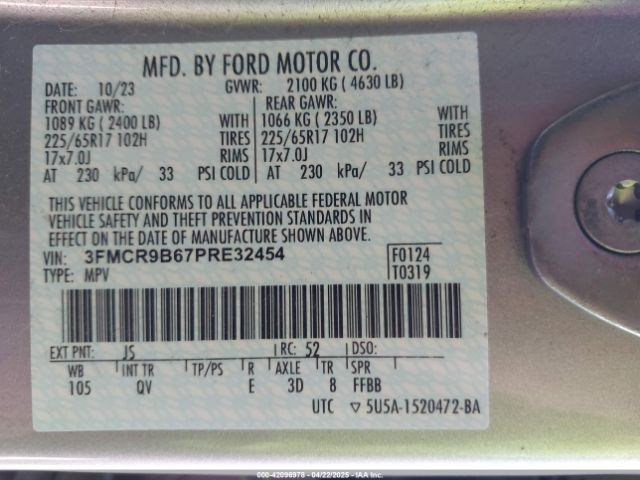 MFD. BY FORD MOTOR CO.
DATE: 10/23 GVWR: 2100 KG ( 4630 LB)
FRONT GAWR: REAR GAWR:
1089 KG ( 2400 LB) WITH 1066 KG ( 2350 LB) WITH
225/65R17 102H TIRES 225/65R17 102H TIRES
17x7.0J RIMS 17x7.0J RIMS
AT 230 kPa/ 33 PSI COLD AT 230 kPa/ 33 PSI COLD
THIS VEHICLE CONFORMS TO ALL APPLICABLE FEDERAL MOTOR
VEHICLE SAFETY AND THEFT PREVENTION STANDARDS IN
EFFECT ON THE DATE OF MANUFACTURE SHOWN ABOVE.
VIN: 3FMCR9B67PRE32454 F0124
TYPE: MPV T0319
EXT PNT: JS RC: 52 DSO:
WB INT TR TP/PS R AXLE TR SPR
105 QV E 3D 8 FFBB
UTC ▽ 5U5A-1520472-BA
000-42096978 - 04/22/2025 - IAAI.com